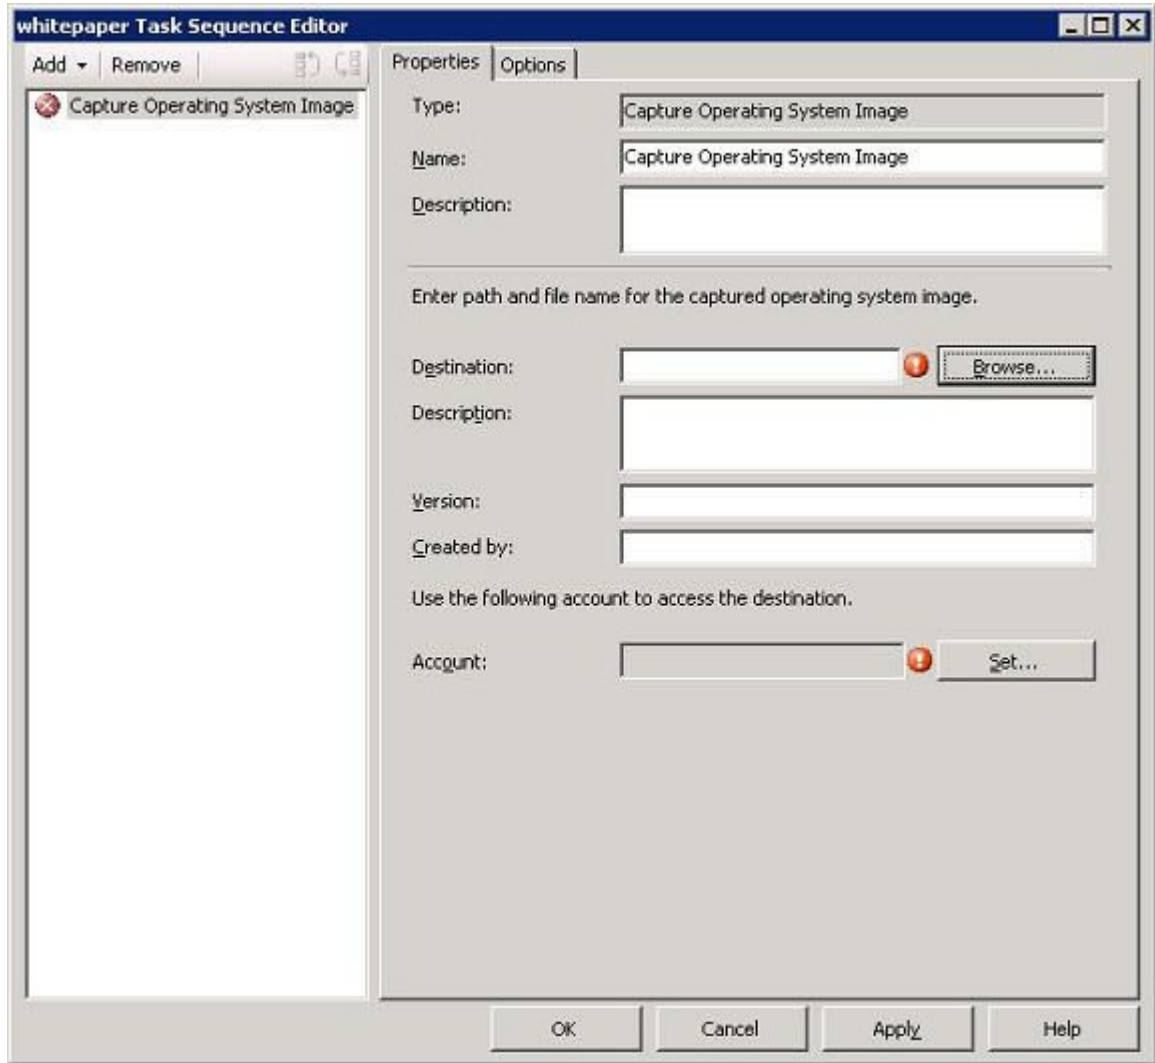 whitepaper Task Sequence Editor
Add Remove
Capture Operating System Image
Properties Options
Type: Capture Operating System Image
Name: Capture Operating System Image
Description:
Enter path and file name for the captured operating system image.
Destination: Browse...
Description:
Version:
Created by:
Use the following account to access the destination.
Account: Set...
OK Cancel Apply Help